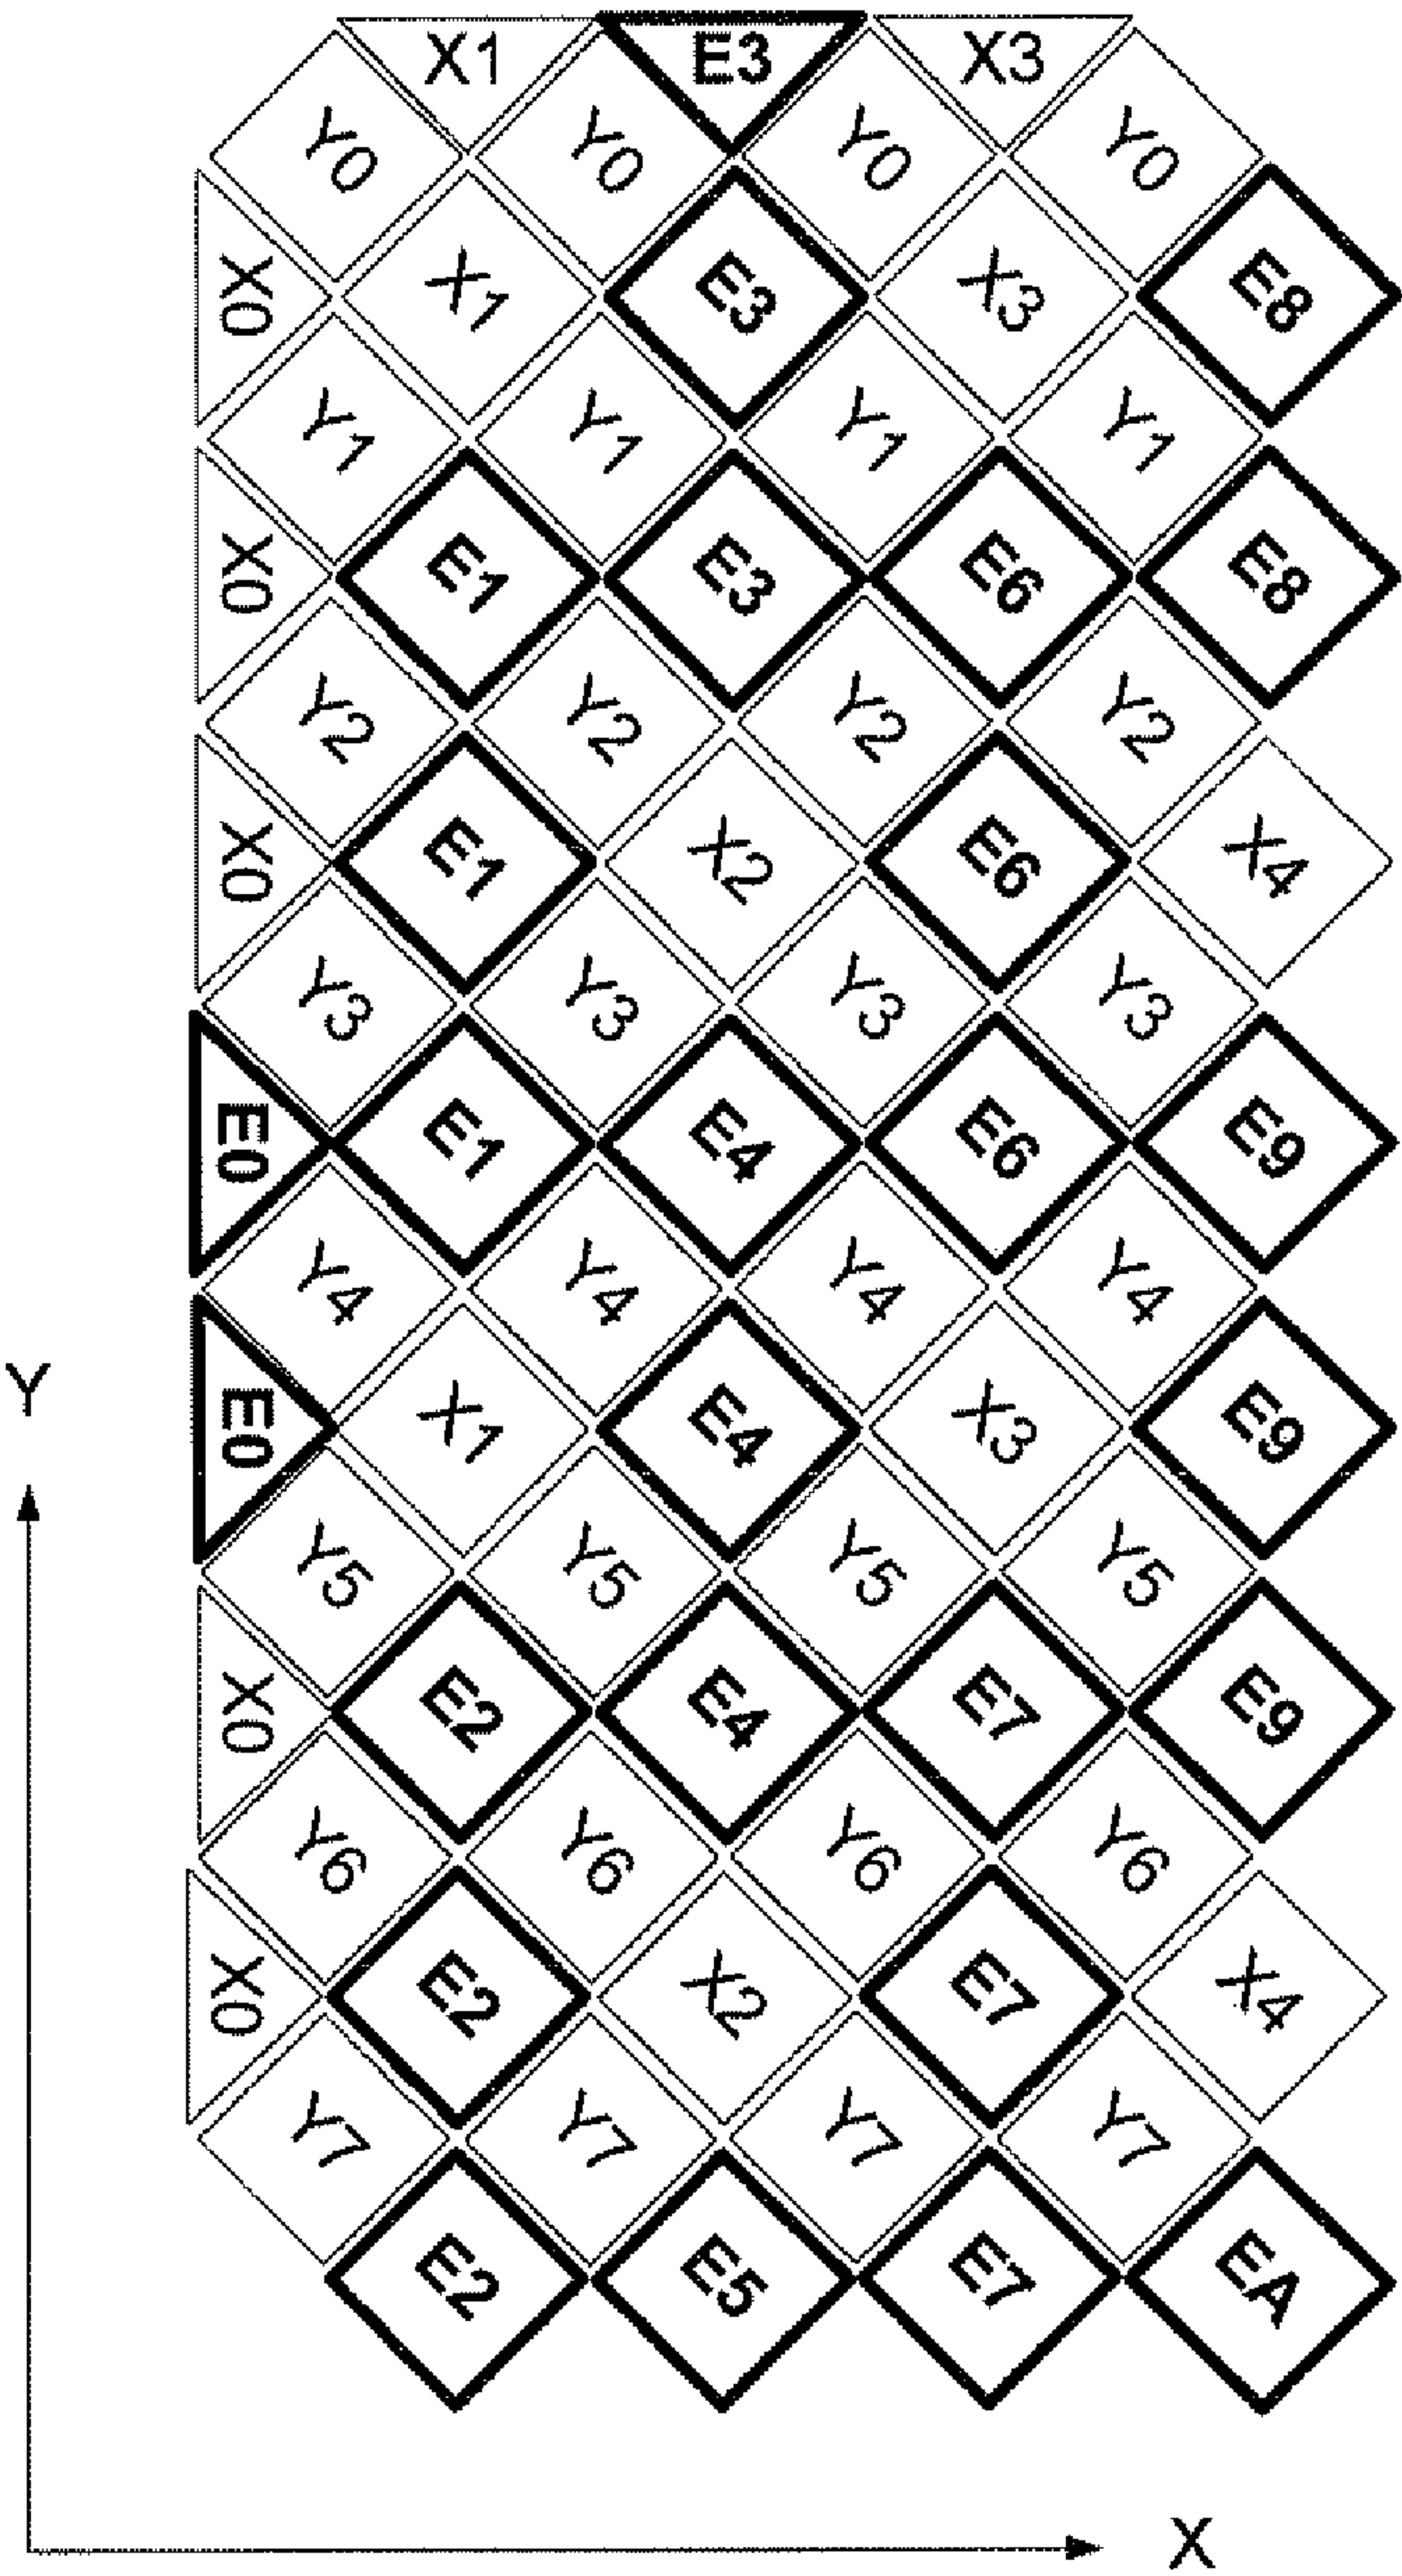 X1 E3 X3
Y0 Y0 Y0 Y0
X0 X1 E3 X3 E8
Y1 Y1 Y1 Y1
X0 E1 E3 E6 E8
Y2 Y2 Y2 Y2
X0 E1 X2 E6 X4
Y3 Y3 Y3 Y3
E0 E1 E4 E6 E9
Y4 Y4 Y4 Y4
Y
E0 X1 E4 X3 E9
Y5 Y5 Y5 Y5
X0 E2 E4 E7 E9
Y6 Y6 Y6 Y6
X0 E2 X2 E7 X4
Y7 Y7 Y7 Y7
E2 E5 E7 EA
X